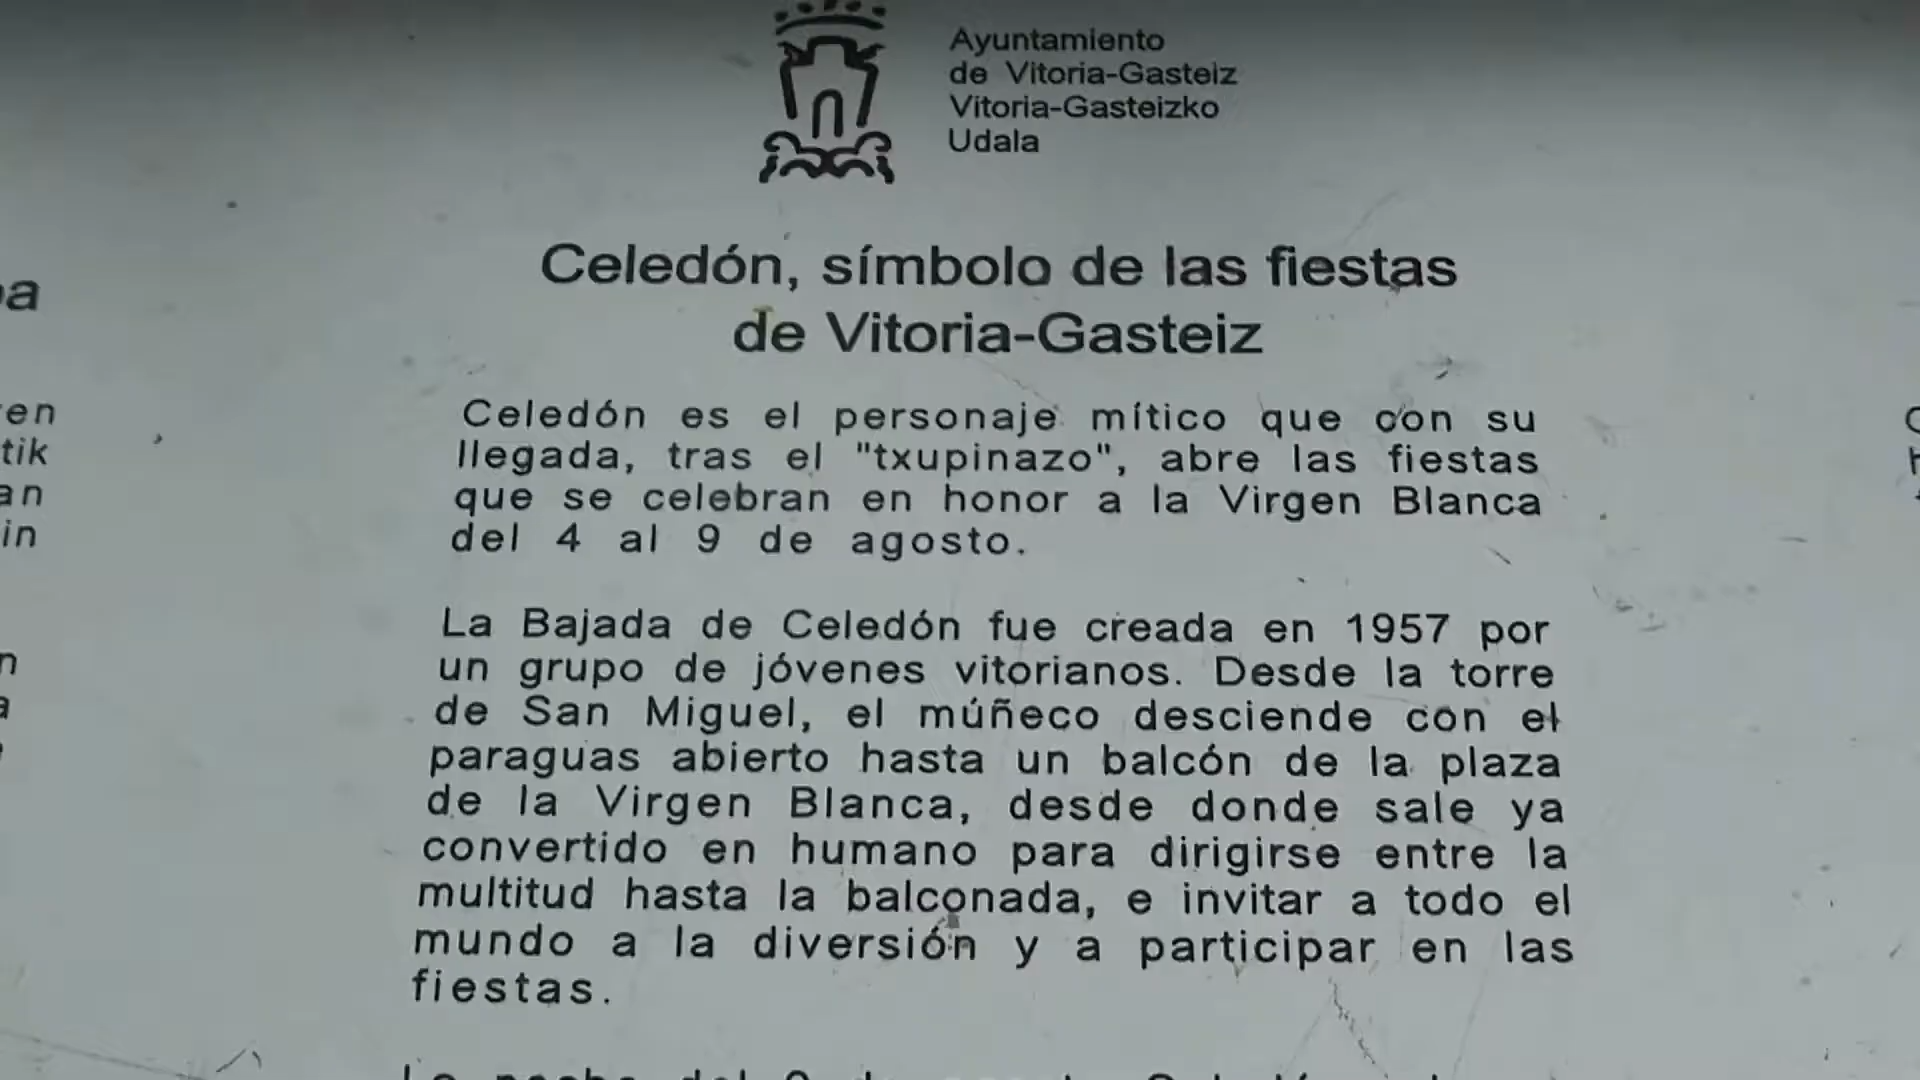 Ayuntamiento
de Vitoria-Gasteiz
Vitoria-Gasteizko
Udala
Celedón, símbolo de las fiestas
de Vitoria-Gasteiz
Celedón es el personaje mítico que con su
llegada, tras el "txupinazo", abre las fiestas
que se celebran en honor a la Virgen Blanca
del 4 al 9 de agosto.
La Bajada de Celedón fue creada en 1957 por
un grupo de jóvenes vitorianos. Desde la torre
de San Miguel, el múñeco desciende con el
paraguas abierto hasta un balcón de la plaza
de la Virgen Blanca, desde donde sale ya
convertido en humano para dirigirse entre la
multitud hasta la balconada, e invitar a todo el
mundo a la diversión y a participar en las
fiestas.